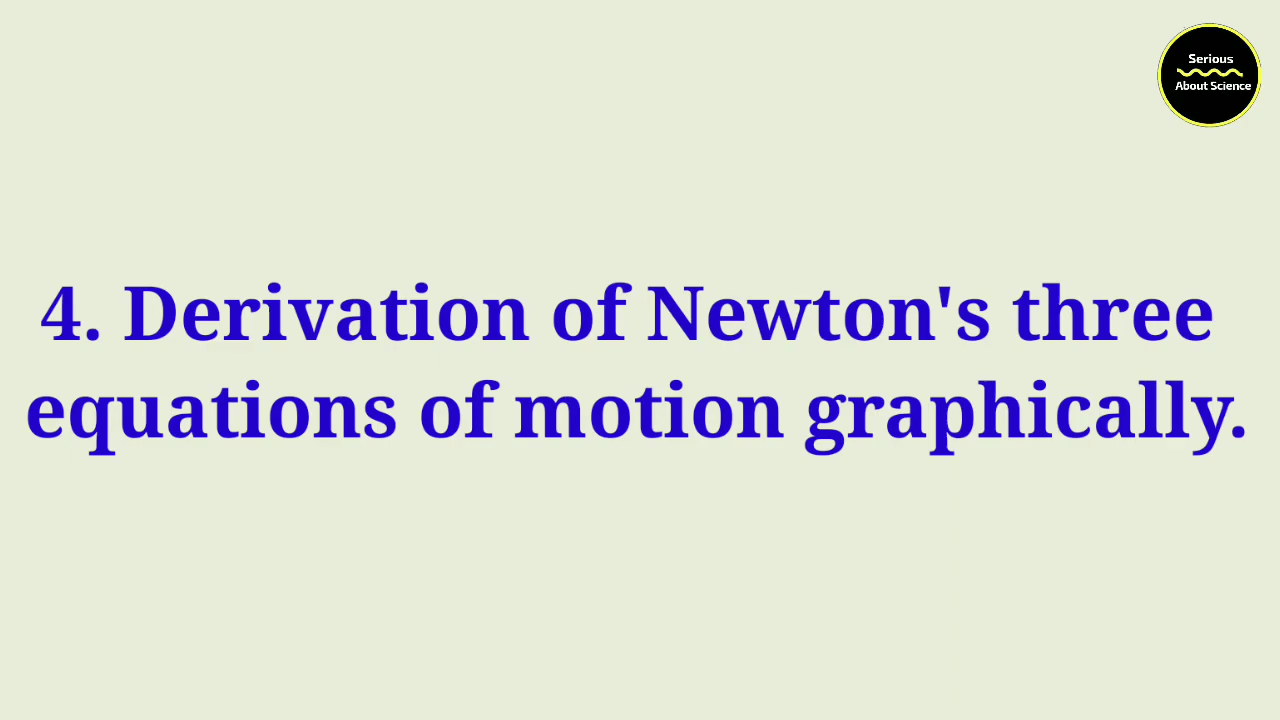 Serious
About Science
4. Derivation of Newton's three
equations of motion graphically.